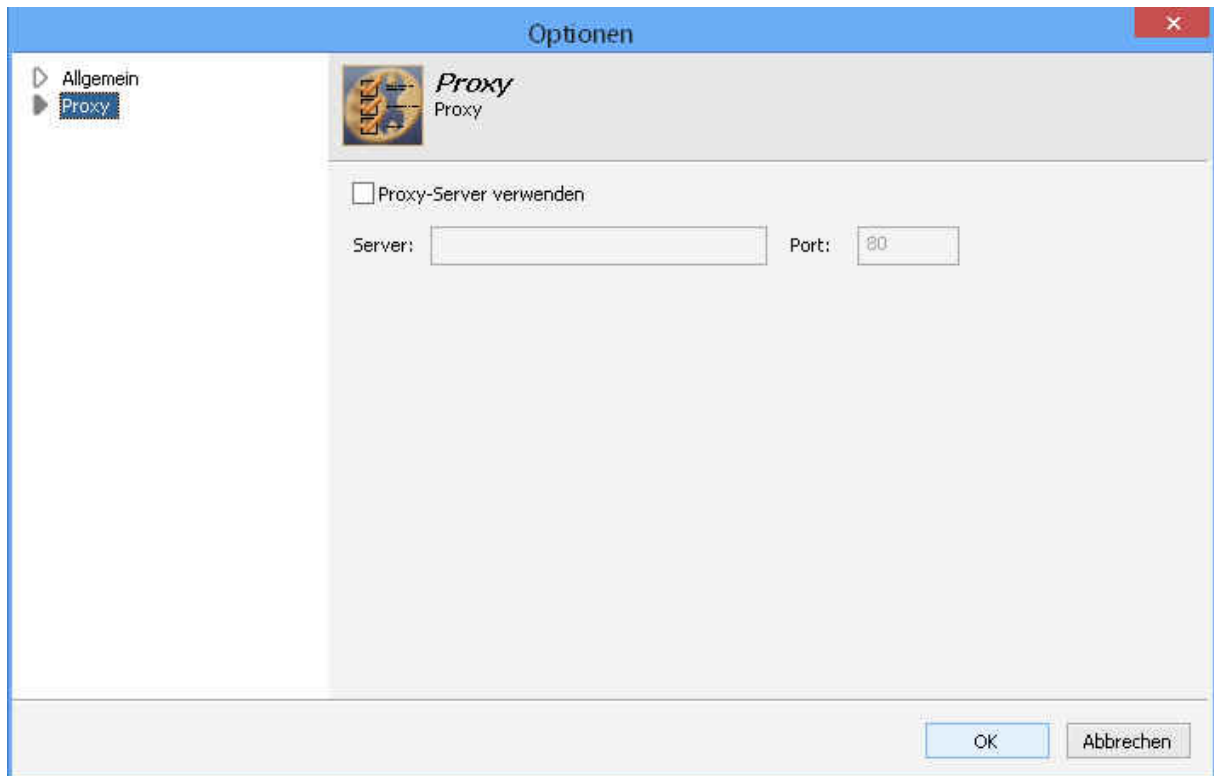 Optionen
Allgemein
Proxy
Proxy
Proxy
Proxy-Server verwenden
Server: Port: 80
OK Abbrechen